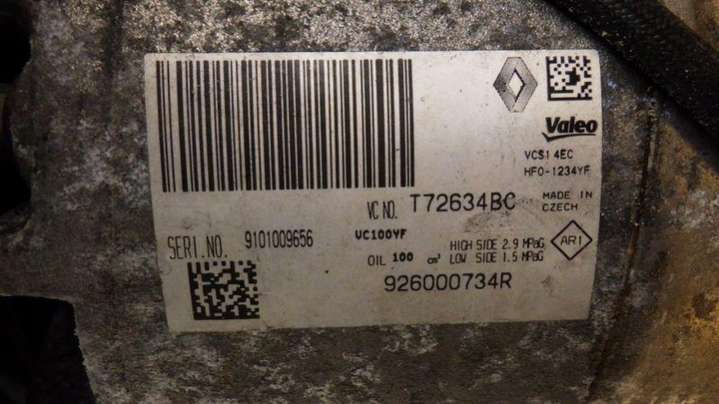 Valeo
VCS14EC
HFO-1234YF
VC NO. T72634BC
MADE IN
CZECH
SERI.NO. 9101009656
VC100YF
HIGH SIDE 2.9 MPaG
OIL 100 cm³ LOW SIDE 1.5 MPaG
ARI
926000734R